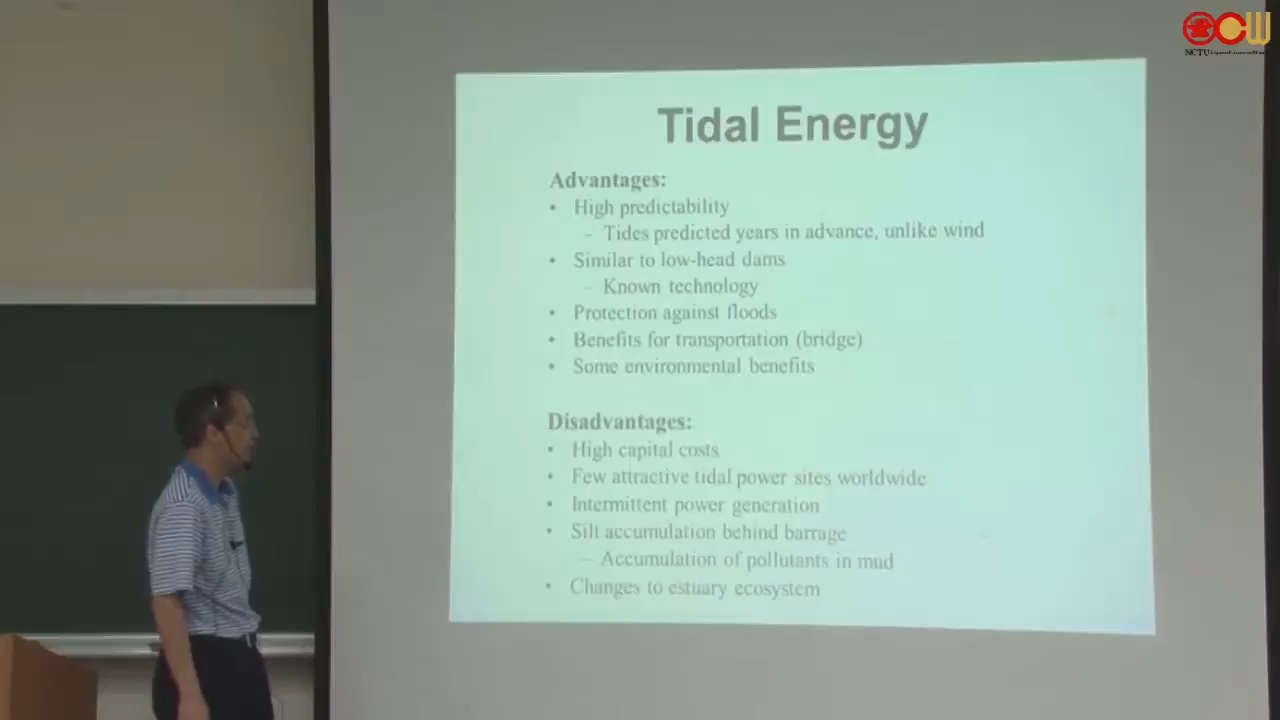 OCW
NCTU
Tidal Energy
Advantages:
• High predictability
– Tides predicted years in advance, unlike wind
• Similar to low-head dams
– Known technology
• Protection against floods
• Benefits for transportation (bridge)
• Some environmental benefits
Disadvantages:
• High capital costs
• Few attractive tidal power sites worldwide
• Intermittent power generation
• Silt accumulation behind barrage
– Accumulation of pollutants in mud
• Changes to estuary ecosystem